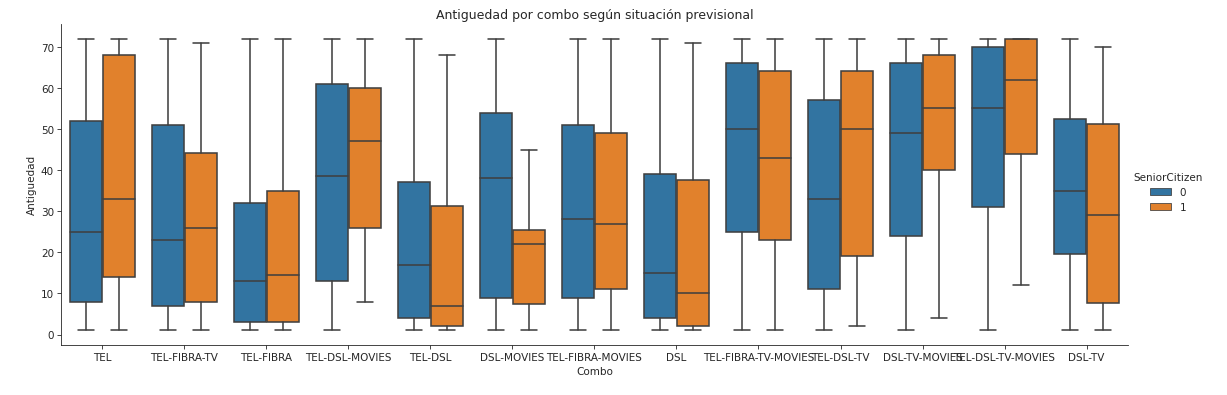 Antiguedad por combo según situación previsional
Antiguedad
70
60
50
40
30
20
10
0
TEL
TEL-FIBRA-TV
TEL-FIBRA
TEL-DSL-MOVIES
TEL-DSL
DSL-MOVIES
TEL-FIBRA-MOVIES
DSL
TEL-FIBRA-TV-MOVIES
TEL-DSL-TV
DSL-TV-MOVIES
TEL-DSL-TV-MOVIES
DSL-TV
Combo
SeniorCitizen
0
1